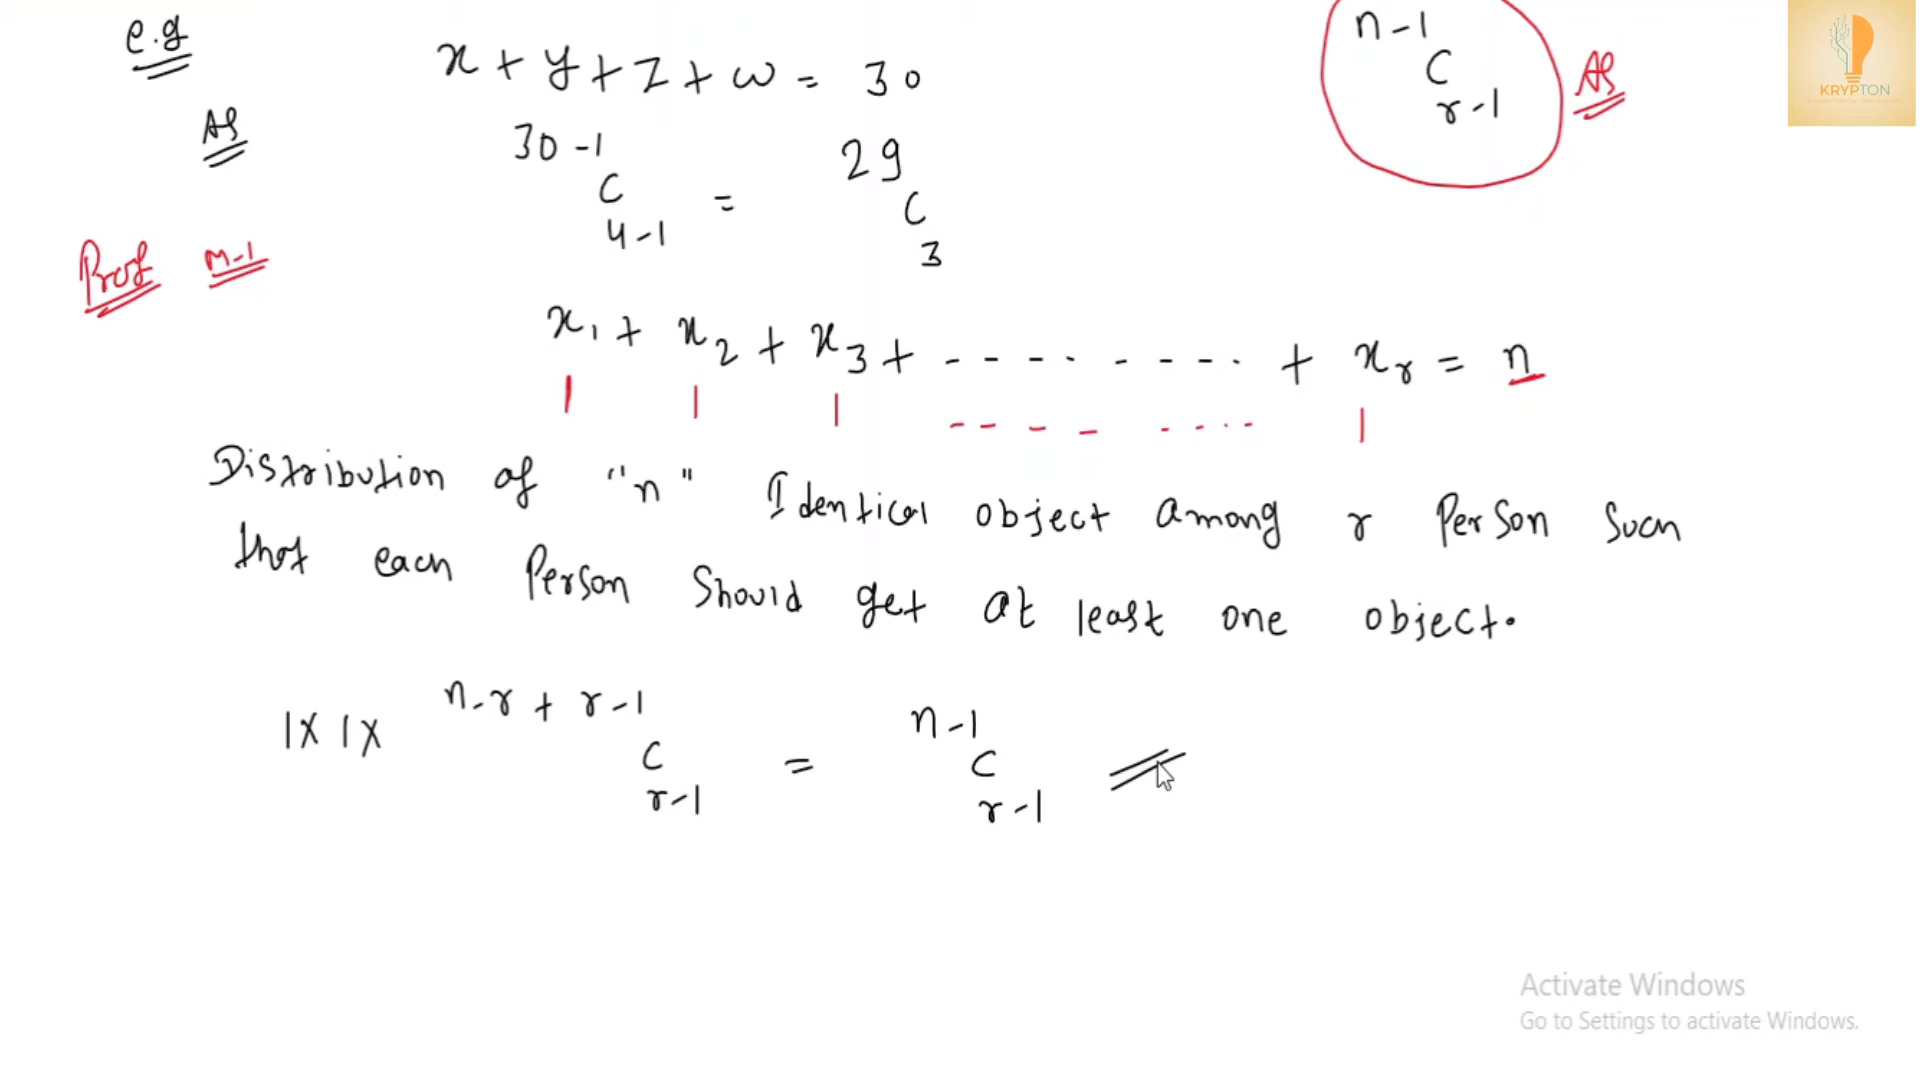 e.g
x + y + z + w = 30
n-1
C
r-1
As
KRYPTON
As
30-1
C
4-1
=
29
C
3
Prof M-1
x1 + x2 + x3 + - - - - - - - - + xr = n
| | | - - - - - - - - |
Distribution of "n" Identical object among r Person Such
that each Person Should get at least one object.
1x 1x
n-r + r-1
C
r-1
=
n-1
C
r-1
Activate Windows
Go to Settings to activate Windows.